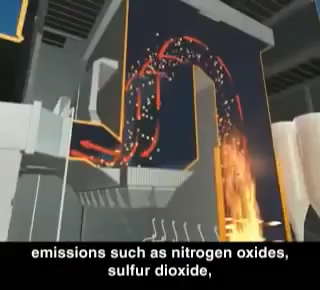 emissions such as nitrogen oxides,
sulfur dioxide,